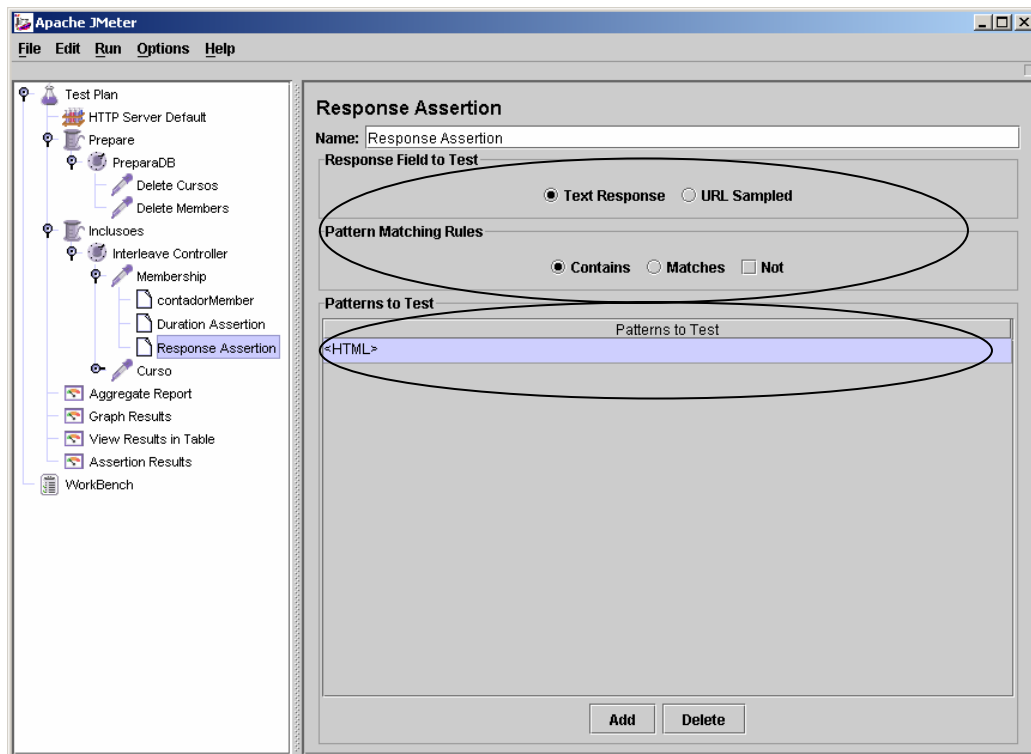 Apache JMeter
File Edit Run Options Help
Test Plan
HTTP Server Default
Prepare
PreparaDB
Delete Cursos
Delete Members
Inclusoes
Interleave Controller
Membership
contadorMember
Duration Assertion
Response Assertion
Curso
Aggregate Report
Graph Results
View Results in Table
Assertion Results
WorkBench
Response Assertion
Name: Response Assertion
Response Field to Test
Text Response URL Sampled
Pattern Matching Rules
Contains Matches Not
Patterns to Test
Patterns to Test
<HTML>
Add Delete